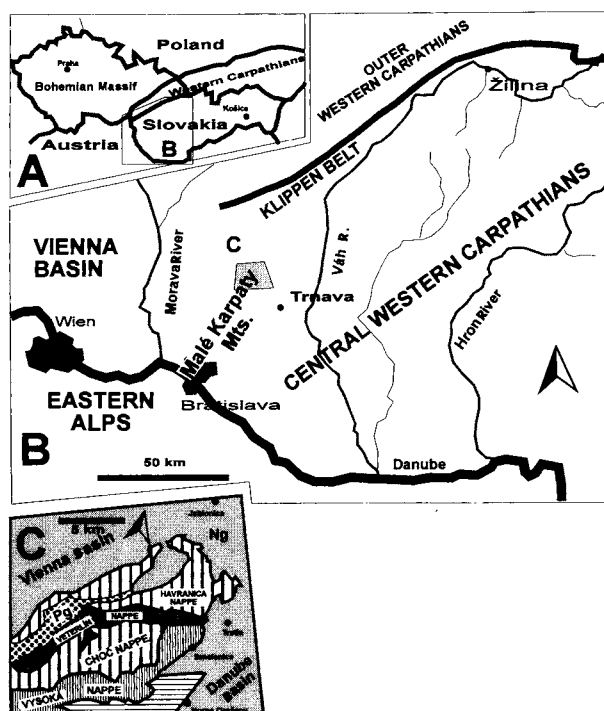 Poland
Praha
Bohemian Massif
Western Carpathians
Košice
Slovakia
Austria
B
A
OUTER
WESTERN CARPATHIANS
Žilina
KLIPPEN BELT
CENTRAL WESTERN CARPATHIANS
VIENNA
BASIN
Morava River
C
Váh R.
Malé Karpaty
Mts.
Trnava
Hron River
Wien
EASTERN
ALPS
Bratislava
B
50 km
Danube
C
5 km
Vienna basin
Ng
HAVRANICA
NAPPE
Pg
VETERLIN
NAPPE
CHOČ NAPPE
VYSOKÁ
NAPPE
Danube
basin